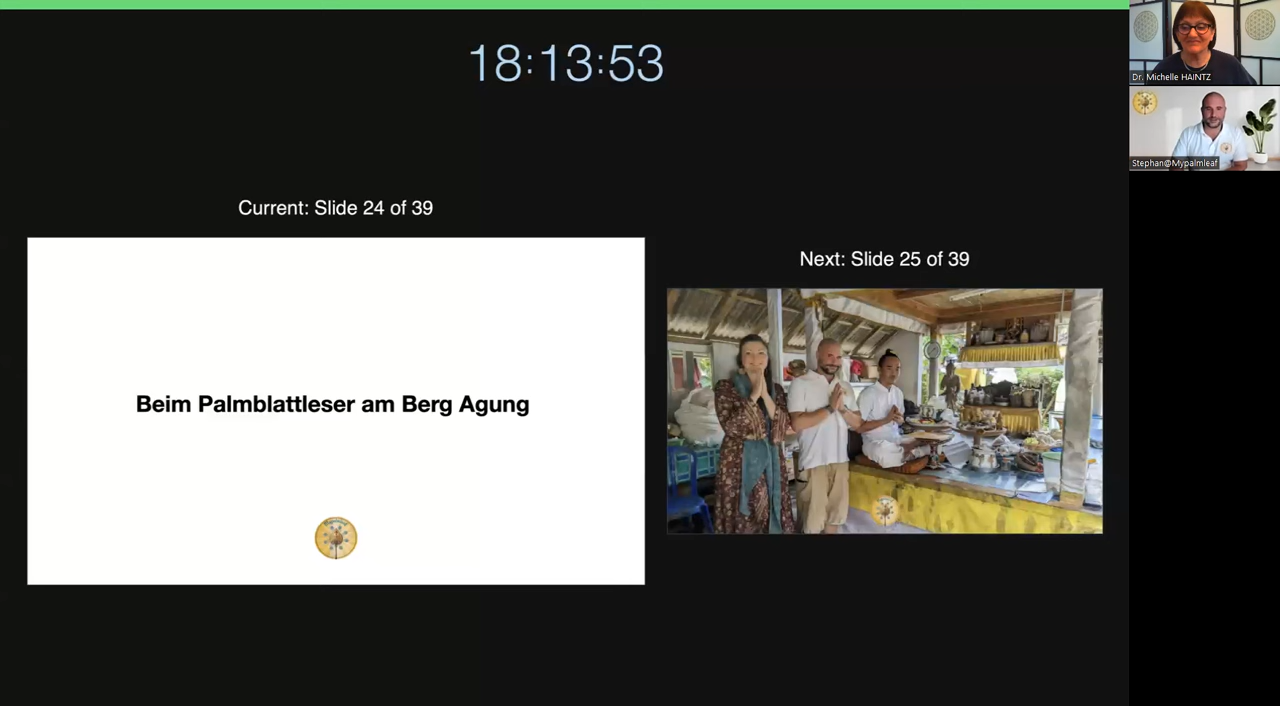 18:13:53
Current: Slide 24 of 39
Next: Slide 25 of 39
Beim Palmblattleser am Berg Agung
Dr. Michelle HAINTZ
Stephan@Mypalmleaf